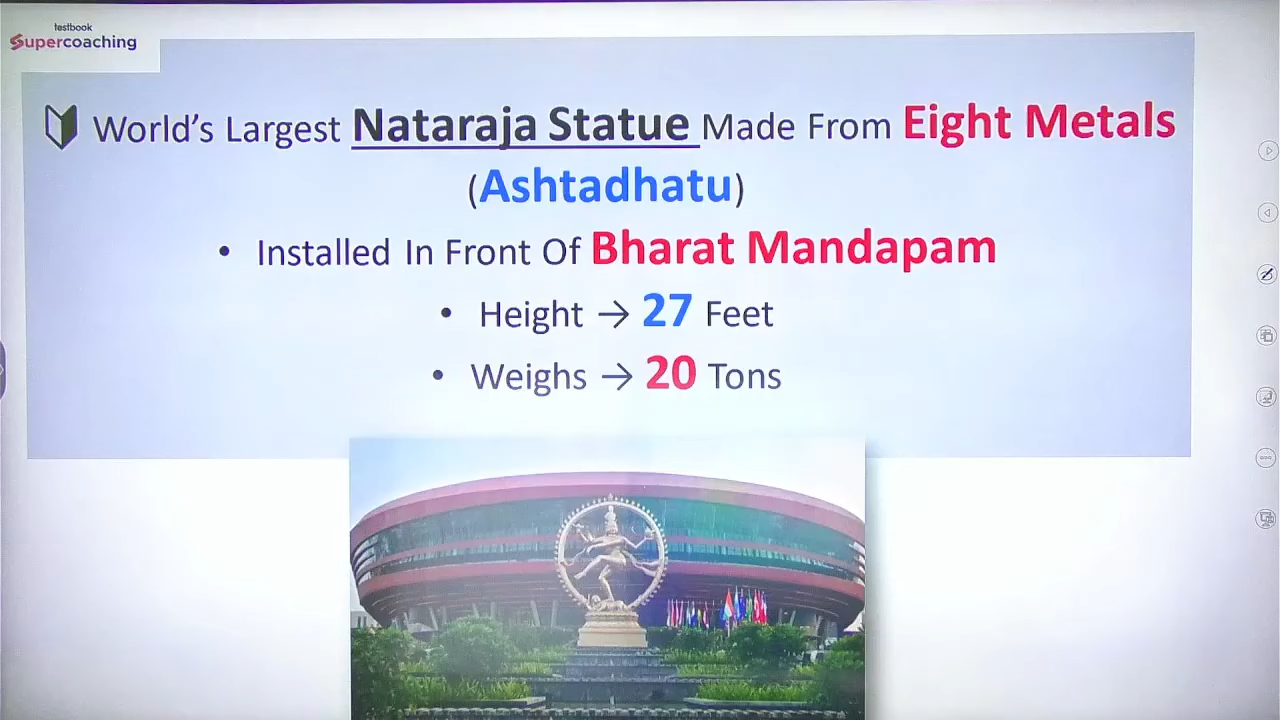 testbook
Supercoaching
World's Largest Nataraja Statue Made From Eight Metals
(Ashtadhatu)
• Installed In Front Of Bharat Mandapam
• Height → 27 Feet
• Weighs → 20 Tons